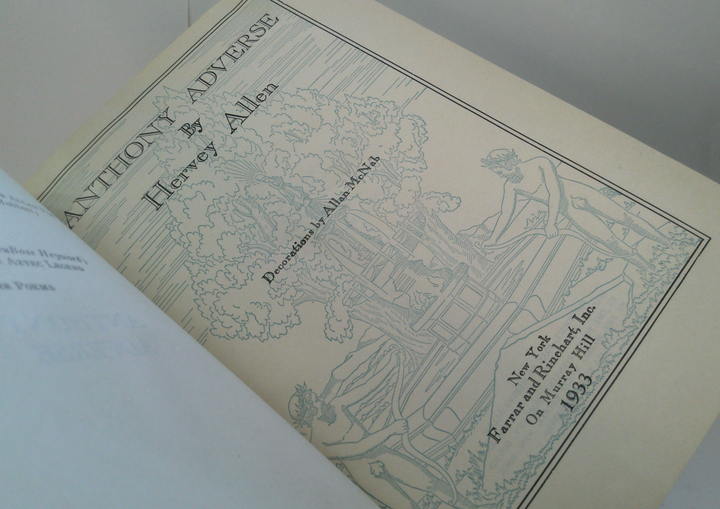 ANTHONY ADVERSE
By
Hervey Allen
Decorations by Allan McNab
New York
Farrar and Rinehart, Inc.
On Murray Hill
1933